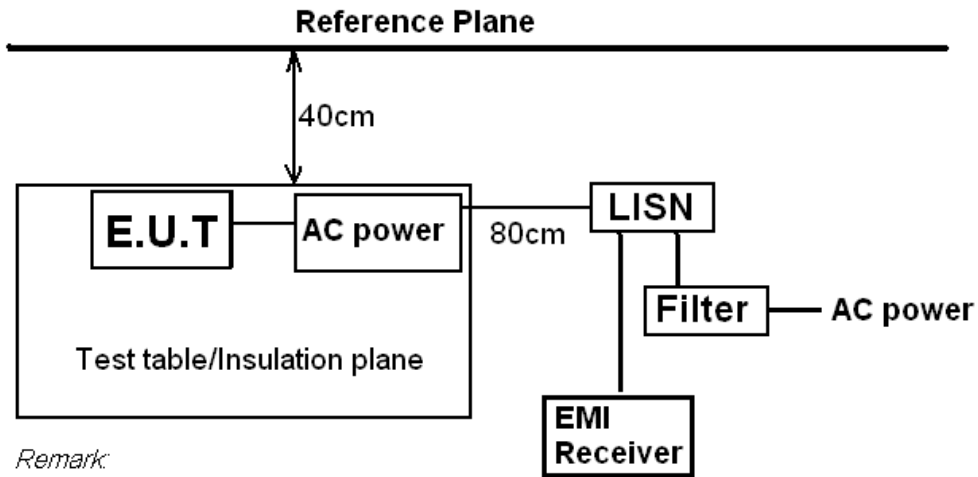 Reference Plane
40cm
E.U.T
AC power
80cm
LISN
Filter
AC power
Test table/Insulation plane
EMI
Receiver
Remark: